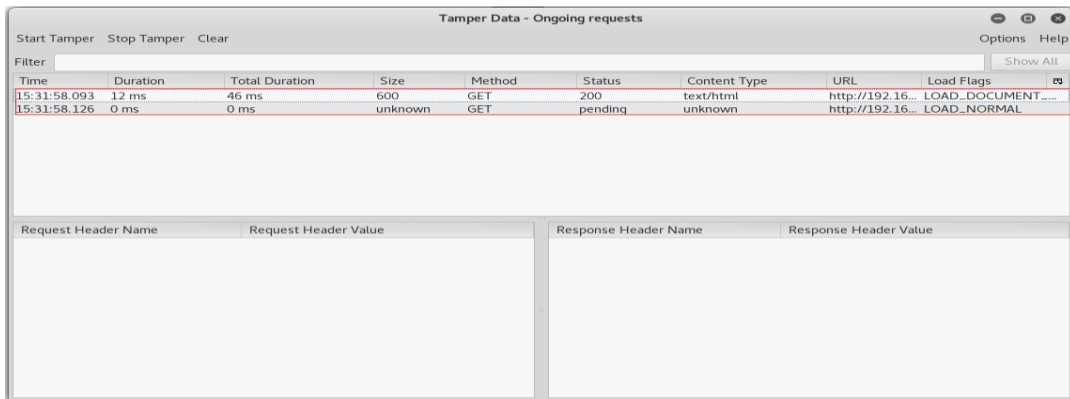 Tamper Data - Ongoing requests
Start Tamper Stop Tamper Clear Options Help
Filter Show All
Time Duration Total Duration Size Method Status Content Type URL Load Flags
15:31:58.093 12 ms 46 ms 600 GET 200 text/html http://192.16... LOAD_DOCUMENT_...
15:31:58.126 0 ms 0 ms unknown GET pending unknown http://192.16... LOAD_NORMAL
Request Header Name Request Header Value Response Header Name Response Header Value